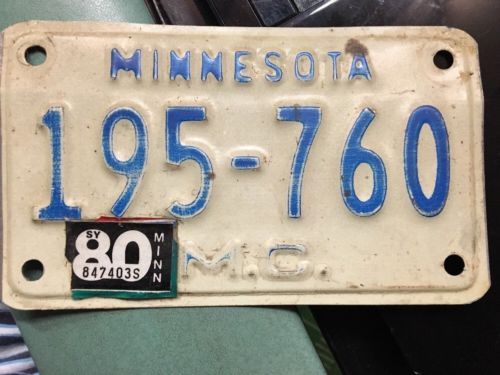 MINNESOTA
195-760
SY
80
MINN
847403S
M.C.